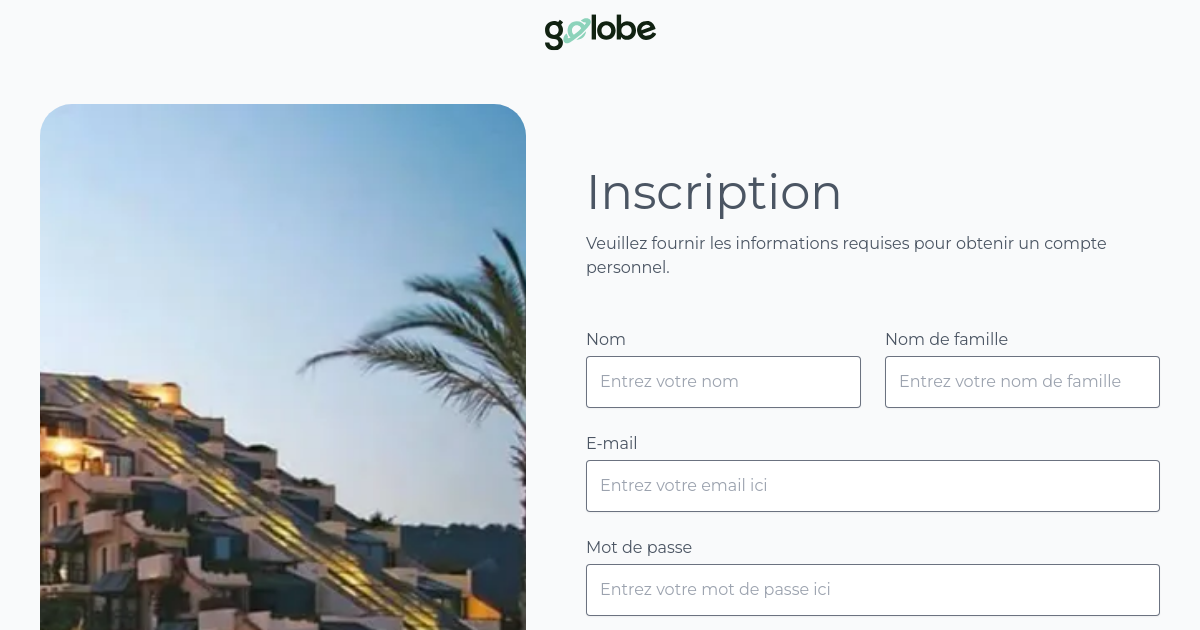 golobe
Inscription
Veuillez fournir les informations requises pour obtenir un compte
personnel.
Nom
Nom de famille
Entrez votre nom
Entrez votre nom de famille
E-mail
Entrez votre email ici
Mot de passe
Entrez votre mot de passe ici